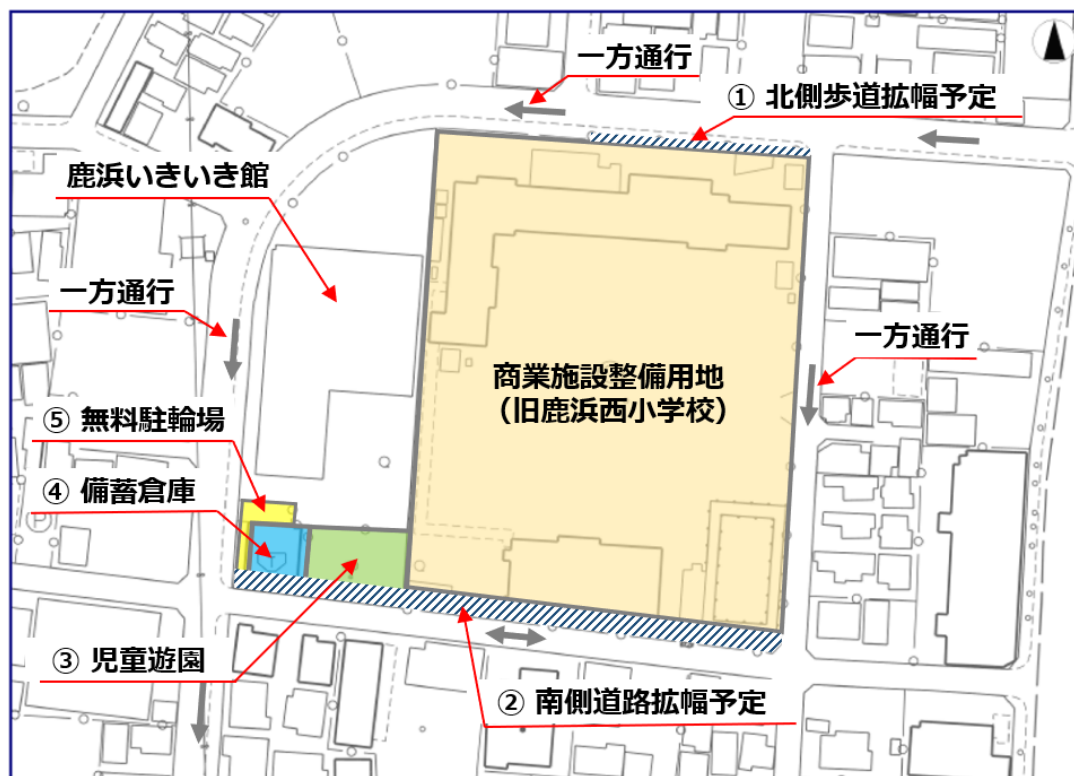 一方通行
① 北側歩道拡幅予定
鹿浜いきいき館
一方通行
一方通行
商業施設整備用地
（旧鹿浜西小学校）
⑤ 無料駐輪場
④ 備蓄倉庫
③ 児童遊園
② 南側道路拡幅予定